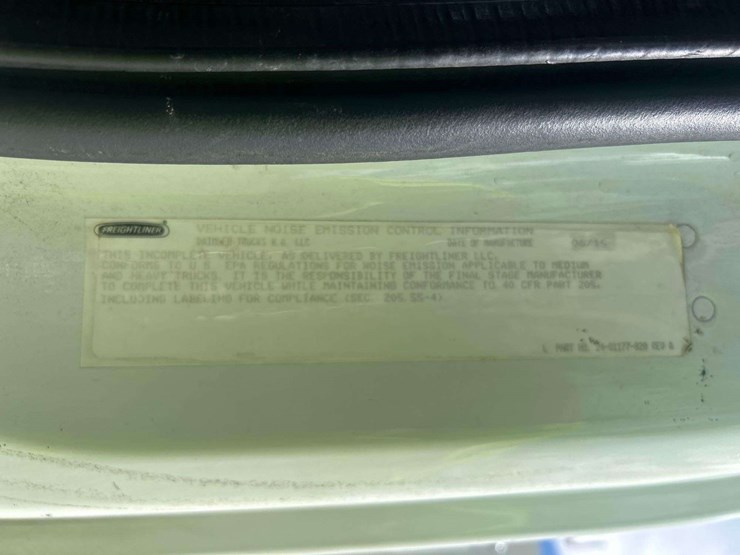 FREIGHTLINER VEHICLE NOISE EMISSION CONTROL INFORMATION
DAIMLER TRUCKS N.A. LLC DATE OF MANUFACTURE
THIS INCOMPLETE VEHICLE, AS DELIVERED BY FREIGHTLINER LLC,
CONFORMS TO U.S. EPA REGULATIONS FOR NOISE EMISSION APPLICABLE TO MEDIUM
AND HEAVY TRUCKS. IT IS THE RESPONSIBILITY OF THE FINAL STAGE MANUFACTURER
TO COMPLETE THIS VEHICLE WHILE MAINTAINING CONFORMANCE TO 40 CFR PART 205,
INCLUDING LABELING FOR COMPLIANCE (SEC. 205.55-4)
PART NO. REV